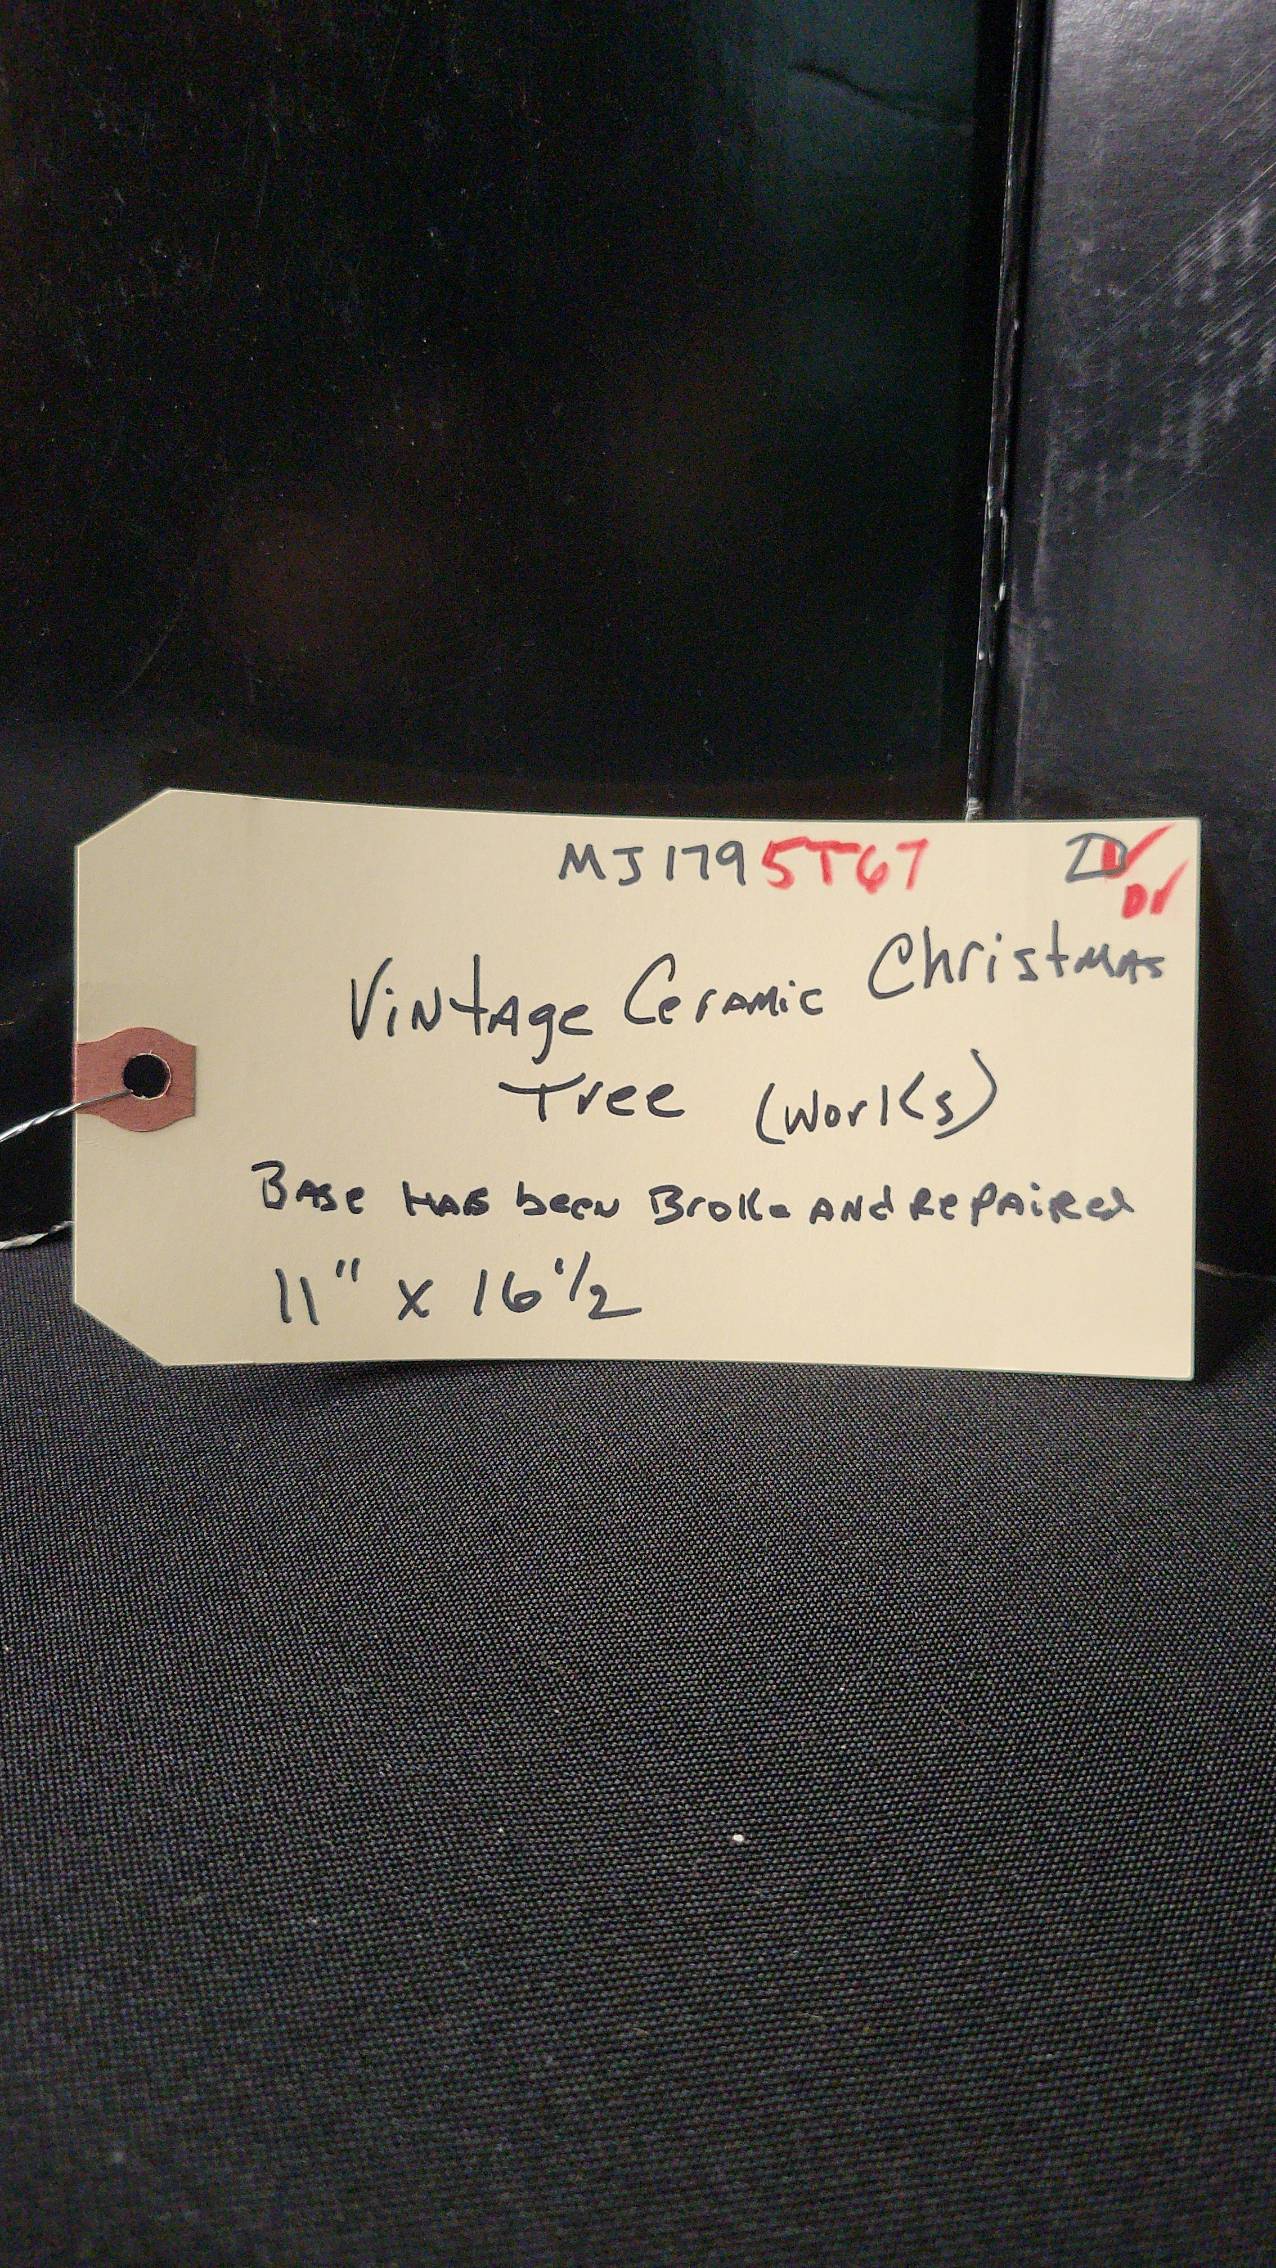 MJ1795T67 D✓
D✓
Vintage Ceramic Christmas
Tree (works)
Base Has been Broke And Repaired
11" x 16 1/2